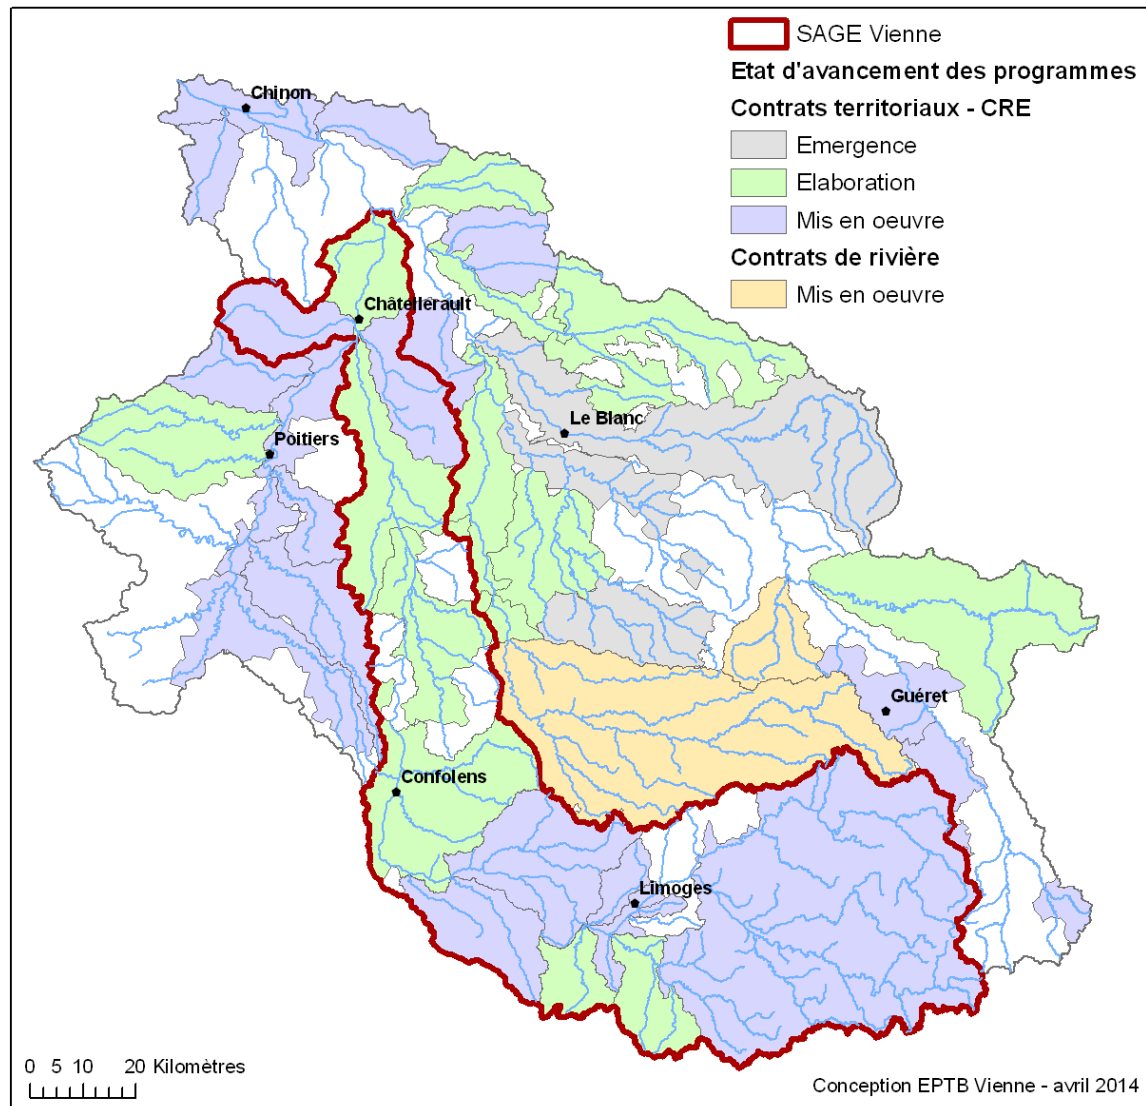 SAGE Vienne
Etat d'avancement des programmes
Contrats territoriaux - CRE
Emergence
Elaboration
Mis en oeuvre
Contrats de rivière
Mis en oeuvre
Chinon
Châtellerault
Le Blanc
Poitiers
Guéret
Confolens
Limoges
0 5 10 20 Kilomètres
Conception EPTB Vienne - avril 2014